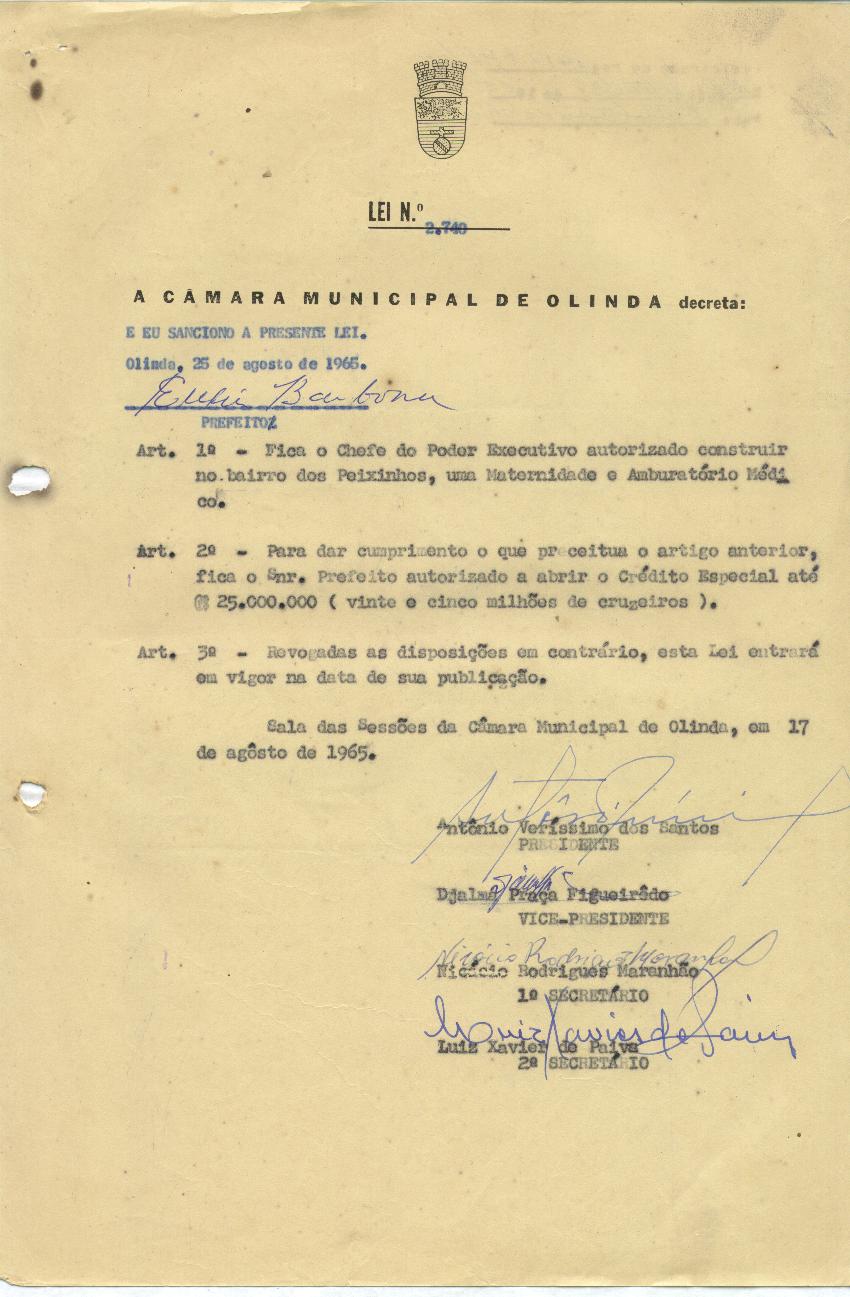 LEI N.º 2.740
A CÂMARA MUNICIPAL DE OLINDA decreta:
E EU SANCIONO A PRESENTE LEI.
Olinda, 25 de agosto de 1965.
Barbosa
PREFEITO
Art. 1º - Fica o Chefe do Poder Executivo autorizado construir
no bairro dos Peixinhos, uma Maternidade e Amburatório Médi
co.
Art. 2º - Para dar cumprimento o que preceitua o artigo anterior,
fica o Snr. Prefeito autorizado a abrir o Crédito Especial até
25.000.000 ( vinte e cinco milhões de cruzeiros ).
Art. 3º - Revogadas as disposições em contrário, esta Lei entrará
em vigor na data de sua publicação.
Sala das Sessões da Câmara Municipal de Olinda, em 17
de agôsto de 1965.
Antônio Veríssimo dos Santos
PRESIDENTE
Djalma Praça Figueirêdo
VICE-PRESIDENTE
Nicácio Rodrigues Maranhão
Nicácio Rodrigues Maranhão
1º SECRETÁRIO
Luiz Xavier de Paiva
Luiz Xavier de Paiva
2º SECRETÁRIO